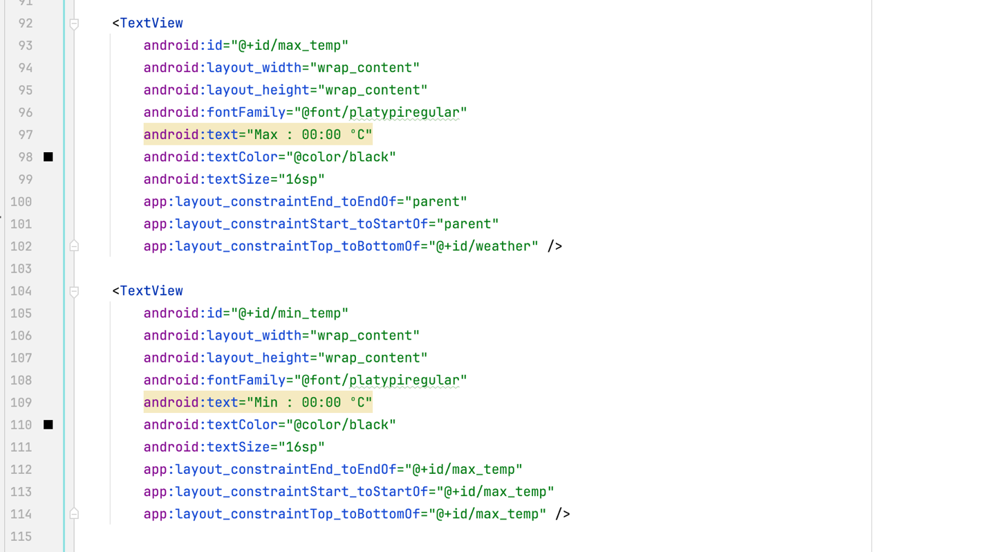 91
92 <TextView
93 android:id="@+id/max_temp"
94 android:layout_width="wrap_content"
95 android:layout_height="wrap_content"
96 android:fontFamily="@font/platypiregular"
97 android:text="Max : 00:00 °C"
98 android:textColor="@color/black"
99 android:textSize="16sp"
100 app:layout_constraintEnd_toEndOf="parent"
101 app:layout_constraintStart_toStartOf="parent"
102 app:layout_constraintTop_toBottomOf="@+id/weather" />
103
104 <TextView
105 android:id="@+id/min_temp"
106 android:layout_width="wrap_content"
107 android:layout_height="wrap_content"
108 android:fontFamily="@font/platypiregular"
109 android:text="Min : 00:00 °C"
110 android:textColor="@color/black"
111 android:textSize="16sp"
112 app:layout_constraintEnd_toEndOf="@+id/max_temp"
113 app:layout_constraintStart_toStartOf="@+id/max_temp"
114 app:layout_constraintTop_toBottomOf="@+id/max_temp" />
115